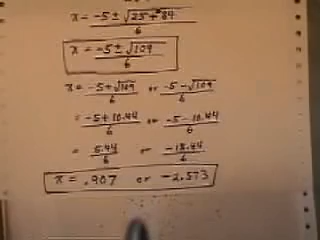 x = -5 ± √25 + 84 / 6
x = -5 ± √109 / 6
x = -5 + √109 / 6 or -5 - √109 / 6
= -5 + 10.44 / 6 or -5 - 10.44 / 6
= 5.44 / 6 or -15.44 / 6
x = .907 or -2.573